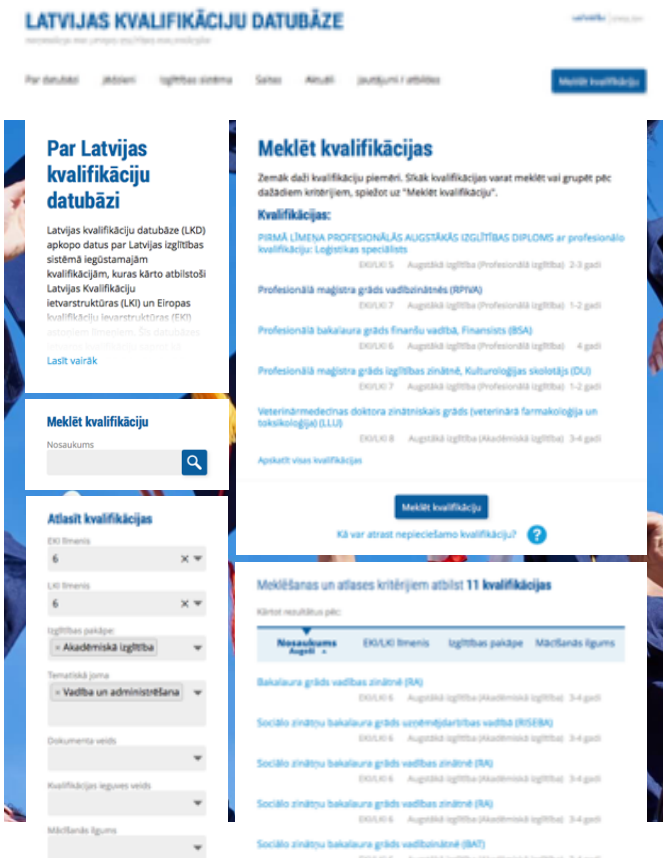 LATVIJAS KVALIFIKĀCIJU DATUBĀZE
Par datubāzi Jēdzieni Izglītības sistēma Saites Aktuāli Jautājumi / atbildes Meklēt kvalifikāciju
Par Latvijas
kvalifikāciju
datubāzi
Latvijas kvalifikāciju datubāze (LKD)
apkopo datus par Latvijas izglītības
sistēmā iegūstamajām
kvalifikācijām, kuras kārto atbilstoši
Latvijas Kvalifikāciju
ietvarstruktūras (LKI) un Eiropas
kvalifikāciju ievarstruktūras (EKI)
astoņiem līmeņiem. Šīs datubāzes
Lasīt vairāk
Meklēt kvalifikāciju
Nosaukums
Atlasīt kvalifikācijas
EKI līmenis
6
LKI līmenis
6
Izglītības pakāpe:
× Akadēmiskā izglītība
Tematiskā joma
× Vadība un administrēšana
Dokumenta veids
Kvalifikācijas ieguves veids
Mācīšanās ilgums
Meklēt kvalifikācijas
Zemāk daži kvalifikāciju piemēri. Sīkāk kvalifikācijas varat meklēt vai grupēt pēc
dažādiem kritērijiem, spiežot uz "Meklēt kvalifikāciju".
Kvalifikācijas:
PIRMĀ LĪMEŅA PROFESIONĀLĀS AUGSTĀKĀS IZGLĪTĪBAS DIPLOMS ar profesionālo
kvalifikāciju: Loģistikas speciālists
EKI/LKI 5 Augstākā izglītība (Profesionālā izglītība) 2-3 gadi
Profesionālā maģistra grāds vadībzinātnēs (RPIVA)
EKI/LKI 7 Augstākā izglītība (Profesionālā izglītība) 1-2 gadi
Profesionālā bakalaura grāds finanšu vadībā, Finansists (BSA)
EKI/LKI 6 Augstākā izglītība (Profesionālā izglītība) 4 gadi
Profesionālā maģistra grāds izglītības zinātnē, Kulturoloģijas skolotājs (DU)
EKI/LKI 7 Augstākā izglītība (Profesionālā izglītība) 1-2 gadi
Veterinārmedecīnas doktora zinātniskais grāds (veterinārā farmakoloģija un
toksikoloģija) (LLU)
EKI/LKI 8 Augstākā izglītība (Akadēmiskā izglītība) 3-4 gadi
Apskatīt visas kvalifikācijas
Meklēt kvalifikāciju
Kā var atrast nepieciešamo kvalifikāciju? ?
Meklēšanas un atlases kritērijiem atbilst 11 kvalifikācijas
Kārtot rezultātus pēc:
Nosaukums EKI/LKI līmenis Izglītības pakāpe Mācīšanās ilgums
Augoši
Bakalaura grāds vadības zinātnē (RA)
EKI/LKI 6 Augstākā izglītība (Akadēmiskā izglītība) 3-4 gadi
Sociālo zinātņu bakalaura grāds uzņēmējdarbības vadībā (RISEBA)
EKI/LKI 6 Augstākā izglītība (Akadēmiskā izglītība) 3-4 gadi
Sociālo zinātņu bakalaura grāds vadības zinātnē (RA)
EKI/LKI 6 Augstākā izglītība (Akadēmiskā izglītība) 3-4 gadi
Sociālo zinātņu bakalaura grāds vadības zinātnē (RA)
EKI/LKI 6 Augstākā izglītība (Akadēmiskā izglītība) 3-4 gadi
Sociālo zinātņu bakalaura grāds vadībzinātnē (BAT)